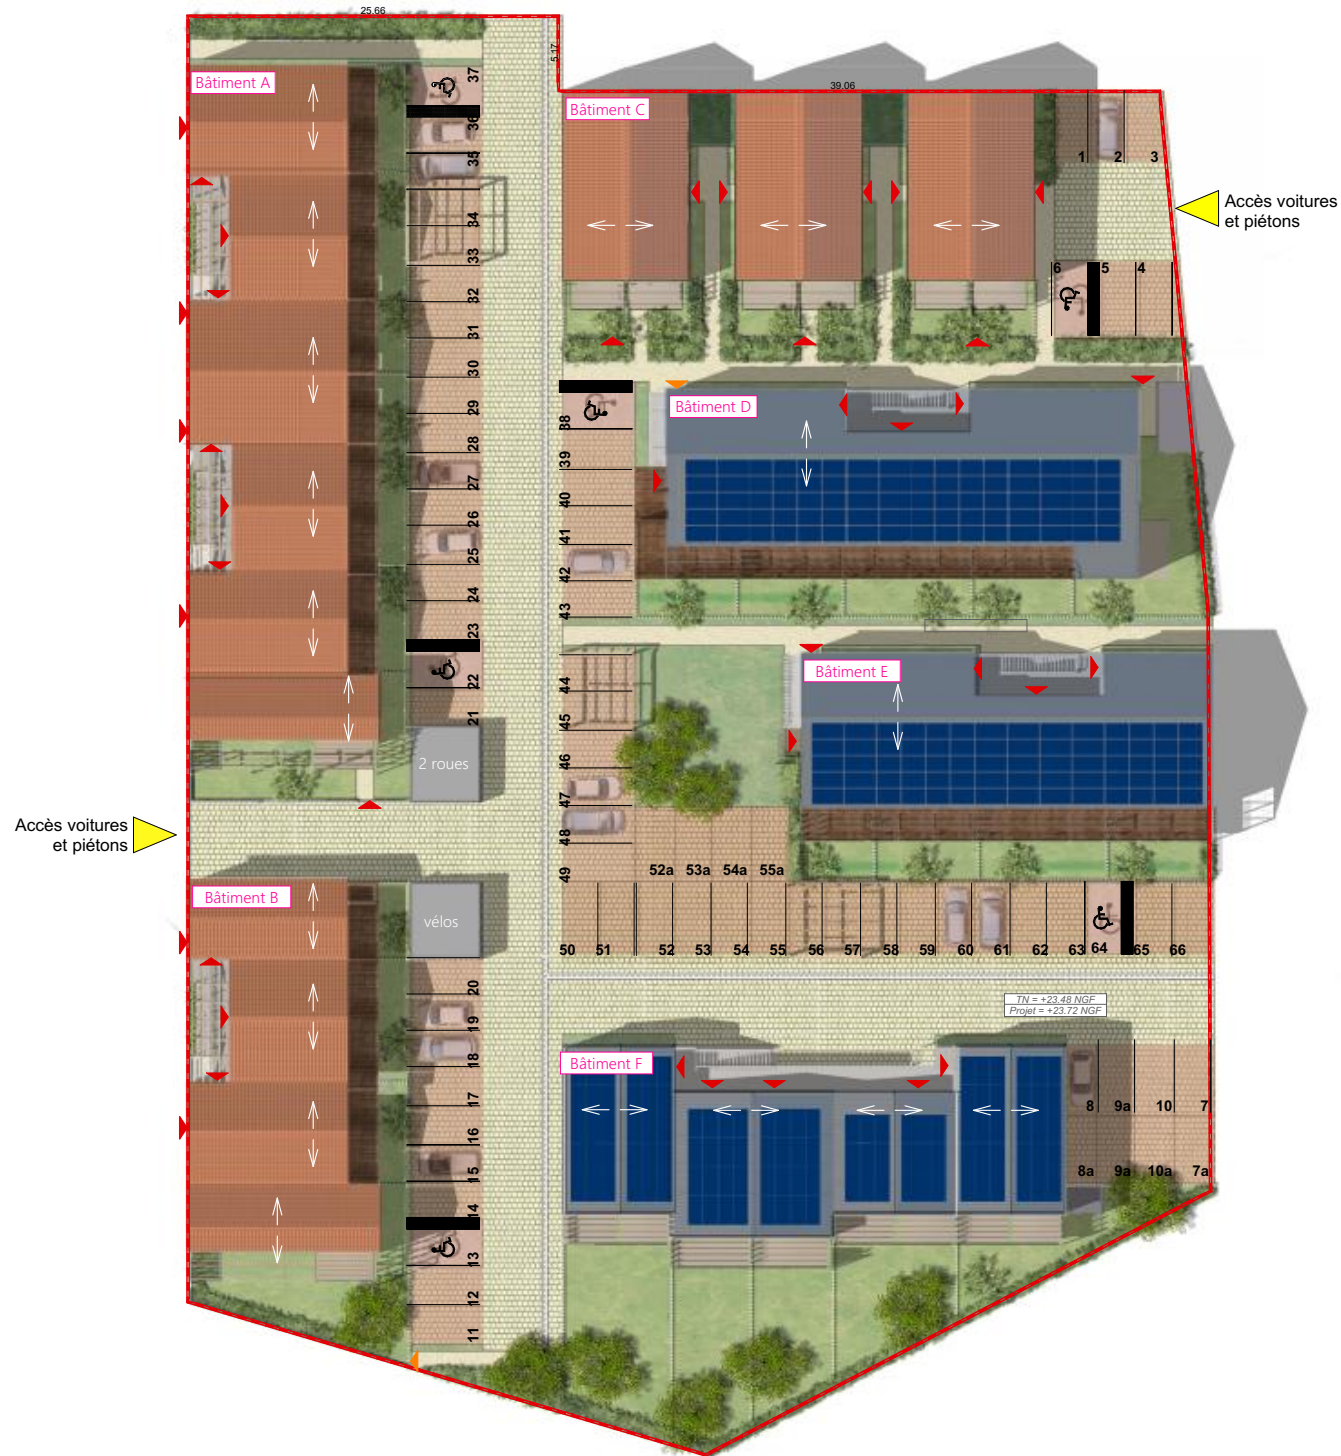 25.66
5.17
39.06
Bâtiment A
Bâtiment C
37
36
35
34
33
32
31
30
29
28
27
26
25
24
23
22
21
1
2
3
Accès voitures
et piétons
6
5
4
Bâtiment D
38
39
40
41
42
43
Bâtiment E
44
45
46
47
48
49
2 roues
Accès voitures
et piétons
52a
53a
54a
55a
Bâtiment B
vélos
50
51
52
53
54
55
56
57
58
59
60
61
62
63
64
65
66
20
19
18
17
16
15
14
13
12
11
TN = +23.48 NGF
Projet = +23.72 NGF
Bâtiment F
8
9a
10
7
8a
9a
10a
7a